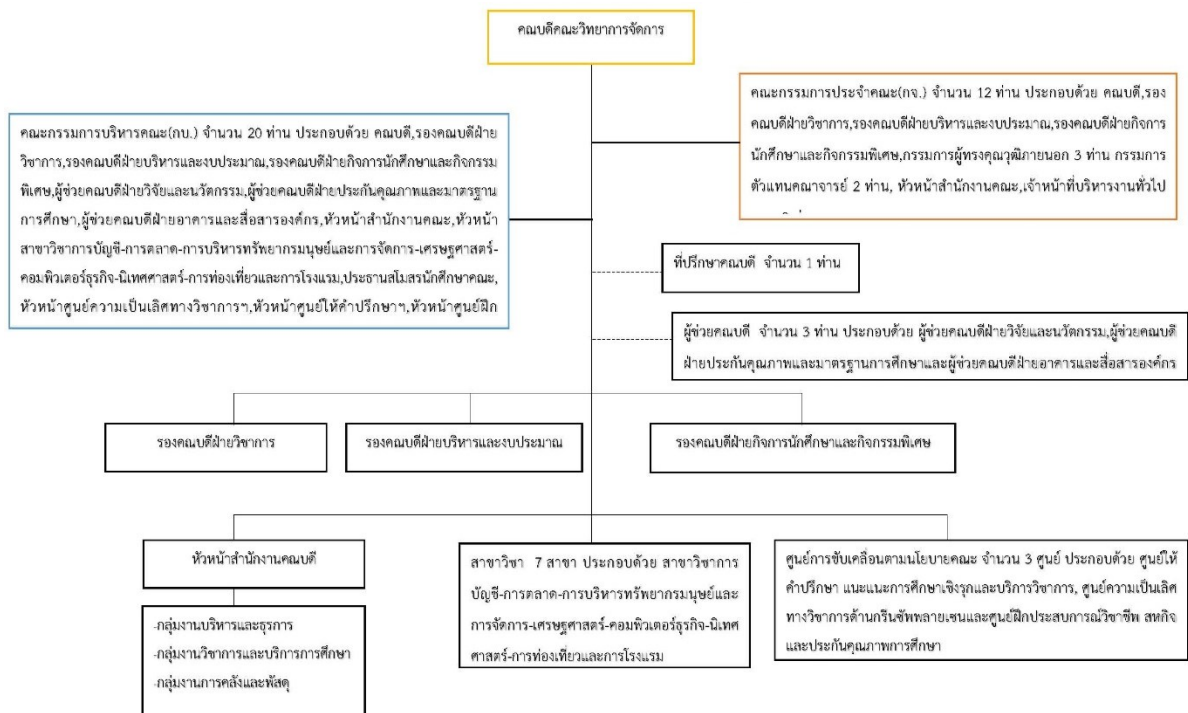 คณบดีคณะวิทยาการจัดการ
คณะกรรมการบริหารคณะ(กบ.) จำนวน 20 ท่าน ประกอบด้วย คณบดี,รองคณบดีฝ่าย
วิชาการ,รองคณบดีฝ่ายบริหารและงบประมาณ,รองคณบดีฝ่ายกิจการนักศึกษาและกิจกรรม
พิเศษ,ผู้ช่วยคณบดีฝ่ายวิจัยและนวัตกรรม,ผู้ช่วยคณบดีฝ่ายประกันคุณภาพและมาตรฐาน
การศึกษา,ผู้ช่วยคณบดีฝ่ายอาคารและสื่อสารองค์กร,หัวหน้าสำนักงานคณะ,หัวหน้า
สาขาวิชาการบัญชี-การตลาด-การบริหารทรัพยากรมนุษย์และการจัดการ-เศรษฐศาสตร์-
คอมพิวเตอร์ธุรกิจ-นิเทศศาสตร์-การท่องเที่ยวและการโรงแรม,ประธานสโมสรนักศึกษาคณะ,
หัวหน้าศูนย์ความเป็นเลิศทางวิชาการฯ,หัวหน้าศูนย์ให้คำปรึกษาฯ,หัวหน้าศูนย์ฝึก
คณะกรรมการประจำคณะ(กจ.) จำนวน 12 ท่าน ประกอบด้วย คณบดี,รอง
คณบดีฝ่ายวิชาการ,รองคณบดีฝ่ายบริหารและงบประมาณ,รองคณบดีฝ่ายกิจการ
นักศึกษาและกิจกรรมพิเศษ,กรรมการผู้ทรงคุณวุฒิภายนอก 3 ท่าน กรรมการ
ตัวแทนคณาจารย์ 2 ท่าน, หัวหน้าสำนักงานคณะ,เจ้าหน้าที่บริหารงานทั่วไป
ที่ปรึกษาคณบดี จำนวน 1 ท่าน
ผู้ช่วยคณบดี จำนวน 3 ท่าน ประกอบด้วย ผู้ช่วยคณบดีฝ่ายวิจัยและนวัตกรรม,ผู้ช่วยคณบดี
ฝ่ายประกันคุณภาพและมาตรฐานการศึกษาและผู้ช่วยคณบดีฝ่ายอาคารและสื่อสารองค์กร
รองคณบดีฝ่ายวิชาการ
รองคณบดีฝ่ายบริหารและงบประมาณ
รองคณบดีฝ่ายกิจการนักศึกษาและกิจกรรมพิเศษ
หัวหน้าสำนักงานคณบดี
-กลุ่มงานบริหารและธุรการ
-กลุ่มงานวิชาการและบริการการศึกษา
-กลุ่มงานการคลังและพัสดุ
สาขาวิชา 7 สาขา ประกอบด้วย สาขาวิชาการ
บัญชี-การตลาด-การบริหารทรัพยากรมนุษย์และ
การจัดการ-เศรษฐศาสตร์-คอมพิวเตอร์ธุรกิจ-นิเทศ
ศาสตร์-การท่องเที่ยวและการโรงแรม
ศูนย์การขับเคลื่อนตามนโยบายคณะ จำนวน 3 ศูนย์ ประกอบด้วย ศูนย์ให้
คำปรึกษา แนะแนะการศึกษาเชิงรุกและบริการวิชาการ, ศูนย์ความเป็นเลิศ
ทางวิชาการด้านกรีนซัพพลายเชนและศูนย์ฝึกประสบการณ์วิชาชีพ สหกิจ
และประกันคุณภาพการศึกษา